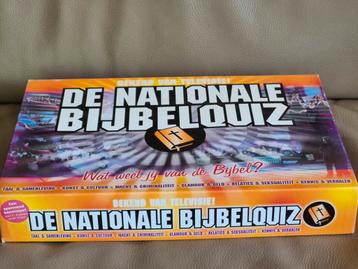 BEKEND VAN TELEVISIE!
DE NATIONALE
BIJBELQUIZ
Wat weet jij van de Bijbel?
TAAL & SAMENLEVING - KUNST & CULTUUR - MACHT & CRIMINALITEIT - GLAMOUR & GELD - RELATIES & SEKSUALITEIT - KENNIS & VERHALEN
BEKEND VAN TELEVISIE!
DE NATIONALE BIJBELQUIZ
TAAL & SAMENLEVING - KUNST & CULTUUR - MACHT & CRIMINALITEIT - GLAMOUR & GELD - RELATIES & SEKSUALITEIT - KENNIS & VERHALEN